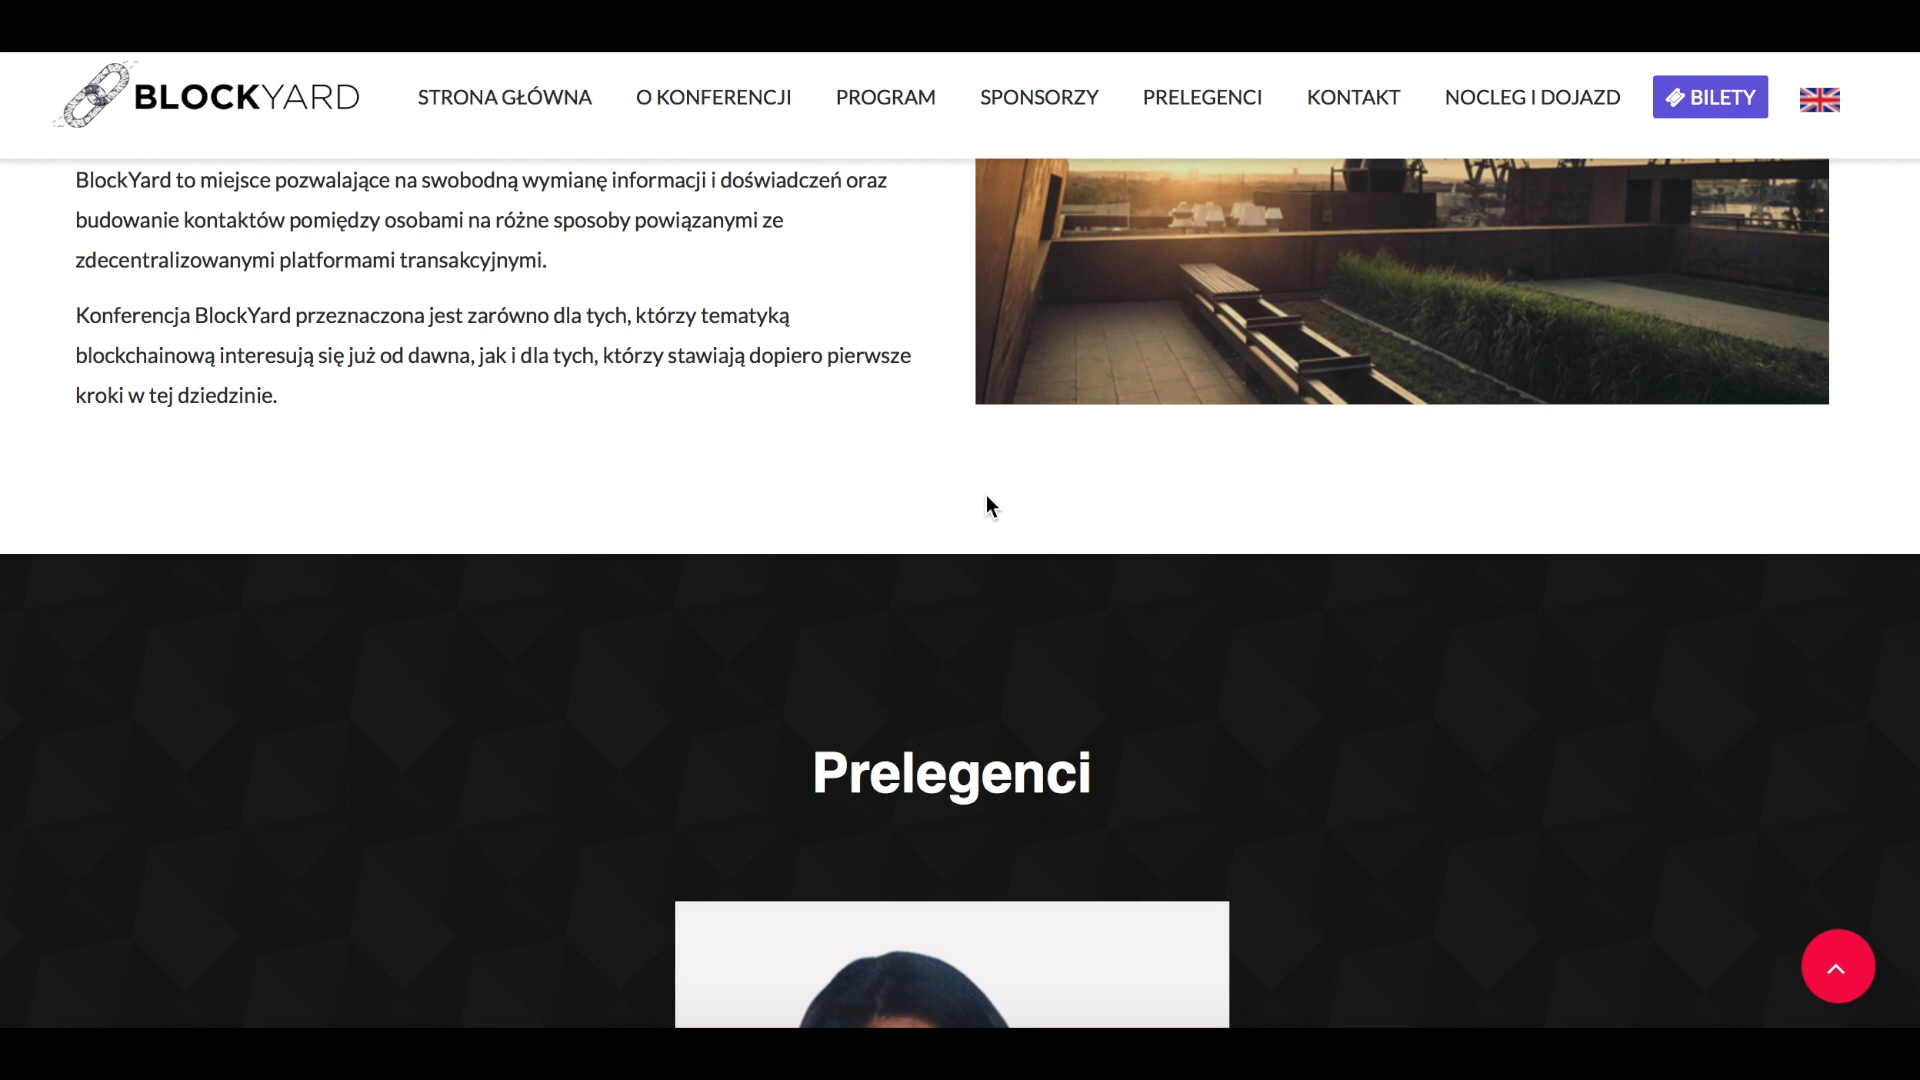 BLOCKYARD
STRONA GŁÓWNA
O KONFERENCJI
PROGRAM
SPONSORZY
PRELEGENCI
KONTAKT
NOCLEG I DOJAZD
BILETY
BlockYard to miejsce pozwalające na swobodną wymianę informacji i doświadczeń oraz
budowanie kontaktów pomiędzy osobami na różne sposoby powiązanymi ze
zdecentralizowanymi platformami transakcyjnymi.
Konferencja BlockYard przeznaczona jest zarówno dla tych, którzy tematyką
blockchainową interesują się już od dawna, jak i dla tych, którzy stawiają dopiero pierwsze
kroki w tej dziedzinie.
Prelegenci